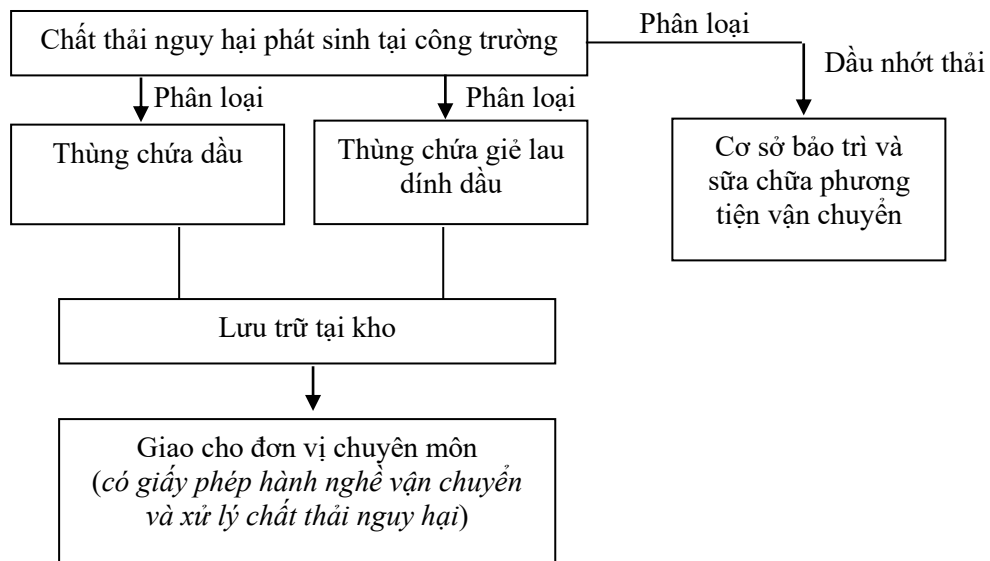 Chất thải nguy hại phát sinh tại công trường
Phân loại
Dầu nhớt thải
Phân loại
Phân loại
Thùng chứa dầu
Thùng chứa giẻ lau
dính dầu
Cơ sở bảo trì và
sữa chữa phương
tiện vận chuyển
Lưu trữ tại kho
Giao cho đơn vị chuyên môn
(có giấy phép hành nghề vận chuyển
và xử lý chất thải nguy hại)